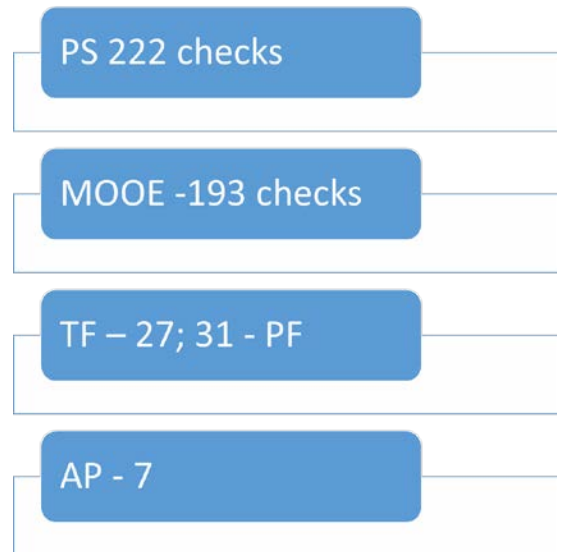 PS 222 checks
MOOE -193 checks
TF – 27; 31 - PF
AP - 7